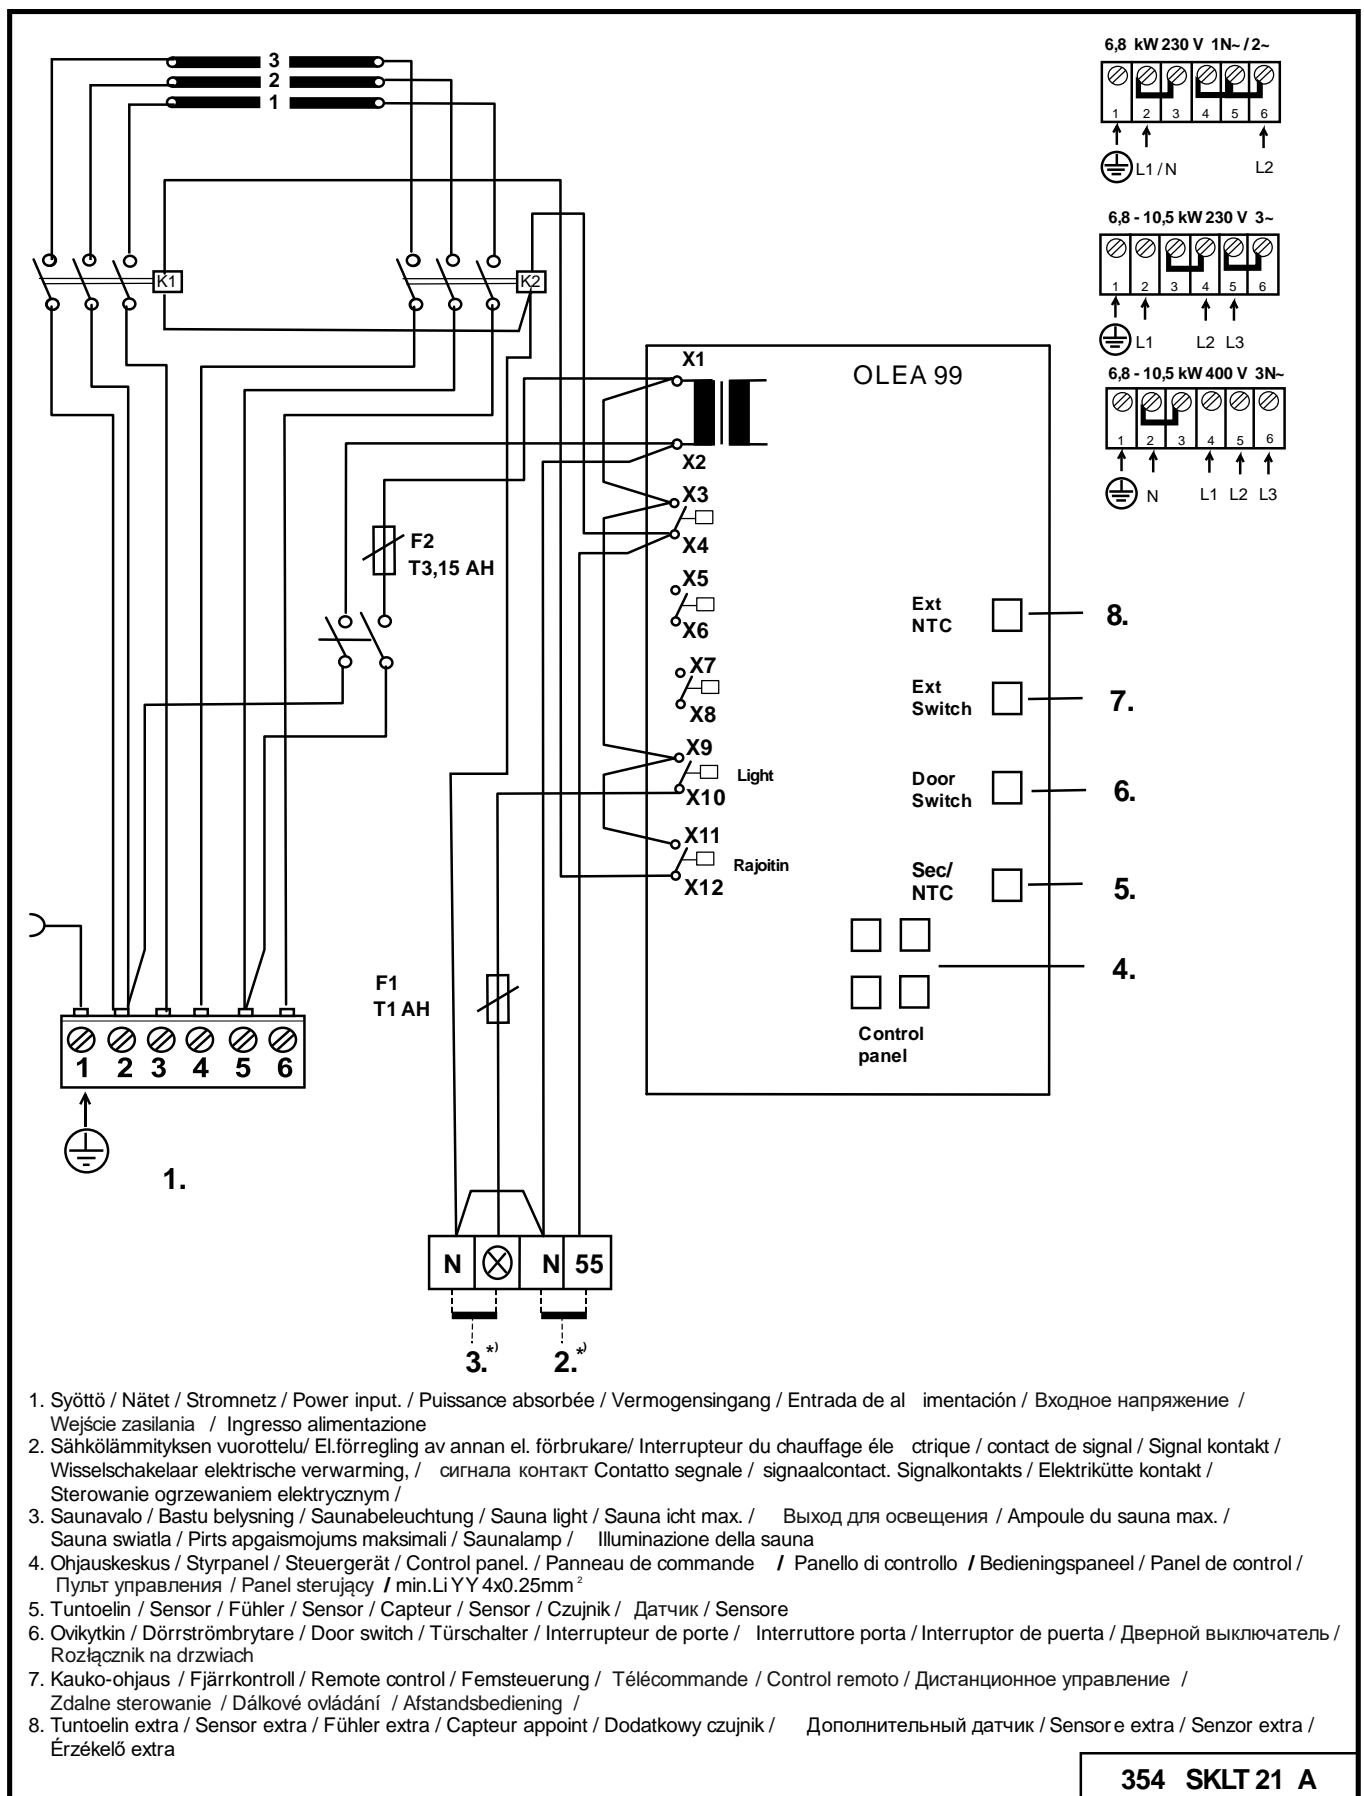 3
2
1
K1
K2
6,8 kW 230 V 1N~ / 2~
1 2 3 4 5 6
L1 / N L2
6,8 - 10,5 kW 230 V 3~
1 2 3 4 5 6
L1 L2 L3
6,8 - 10,5 kW 400 V 3N~
1 2 3 4 5 6
N L1 L2 L3
OLEA 99
X1
X2
X3
X4
X5
X6
X7
X8
X9
Light
X10
X11
Rajoitin
X12
F2
T3,15 AH
Ext
NTC
8.
Ext
Switch
7.
Door
Switch
6.
Sec/
NTC
5.
4.
Control
panel
F1
T1 AH
1 2 3 4 5 6
1.
N N 55
3.*) 2.*)
1. Syöttö / Nätet / Stromnetz / Power input. / Puissance absorbée / Vermogensingang / Entrada de al imentación / Входное напряжение /
Wejście zasilania / Ingresso alimentazione
2. Sähkölämmityksen vuorottelu/ El.förregling av annan el. förbrukare/ Interrupteur du chauffage éle ctrique / contact de signal / Signal kontakt /
Wisselschakelaar elektrische verwarming, / сигнала контакт Contatto segnale / signaalcontact. Signalkontakts / Elektrikütte kontakt /
Sterowanie ogrzewaniem elektrycznym /
3. Saunavalo / Bastu belysning / Saunabeleuchtung / Sauna light / Sauna icht max. / Выход для освещения / Ampoule du sauna max. /
Sauna swiatla / Pirts apgaismojums maksimali / Saunalamp / Illuminazione della sauna
4. Ohjauskeskus / Styrpanel / Steuergerät / Control panel. / Panneau de commande / Panello di controllo / Bedieningspaneel / Panel de control /
Пульт управления / Panel sterujący / min.Li YY 4x0.25mm²
5. Tuntoelin / Sensor / Fühler / Sensor / Capteur / Sensor / Czujnik / Датчик / Sensore
6. Ovikytkin / Dörrströmbrytare / Door switch / Türschalter / Interrupteur de porte / Interruttore porta / Interruptor de puerta / Дверной выключатель /
Rozłącznik na drzwiach
7. Kauko-ohjaus / Fjärrkontroll / Remote control / Femsteuerung / Télécommande / Control remoto / Дистанционное управление /
Zdalne sterowanie / Dálkové ovládání / Afstandsbediening /
8. Tuntoelin extra / Sensor extra / Fühler extra / Capteur appoint / Dodatkowy czujnik / Дополнительный датчик / Sensore extra / Senzor extra /
Érzékelő extra
354 SKLT 21 A